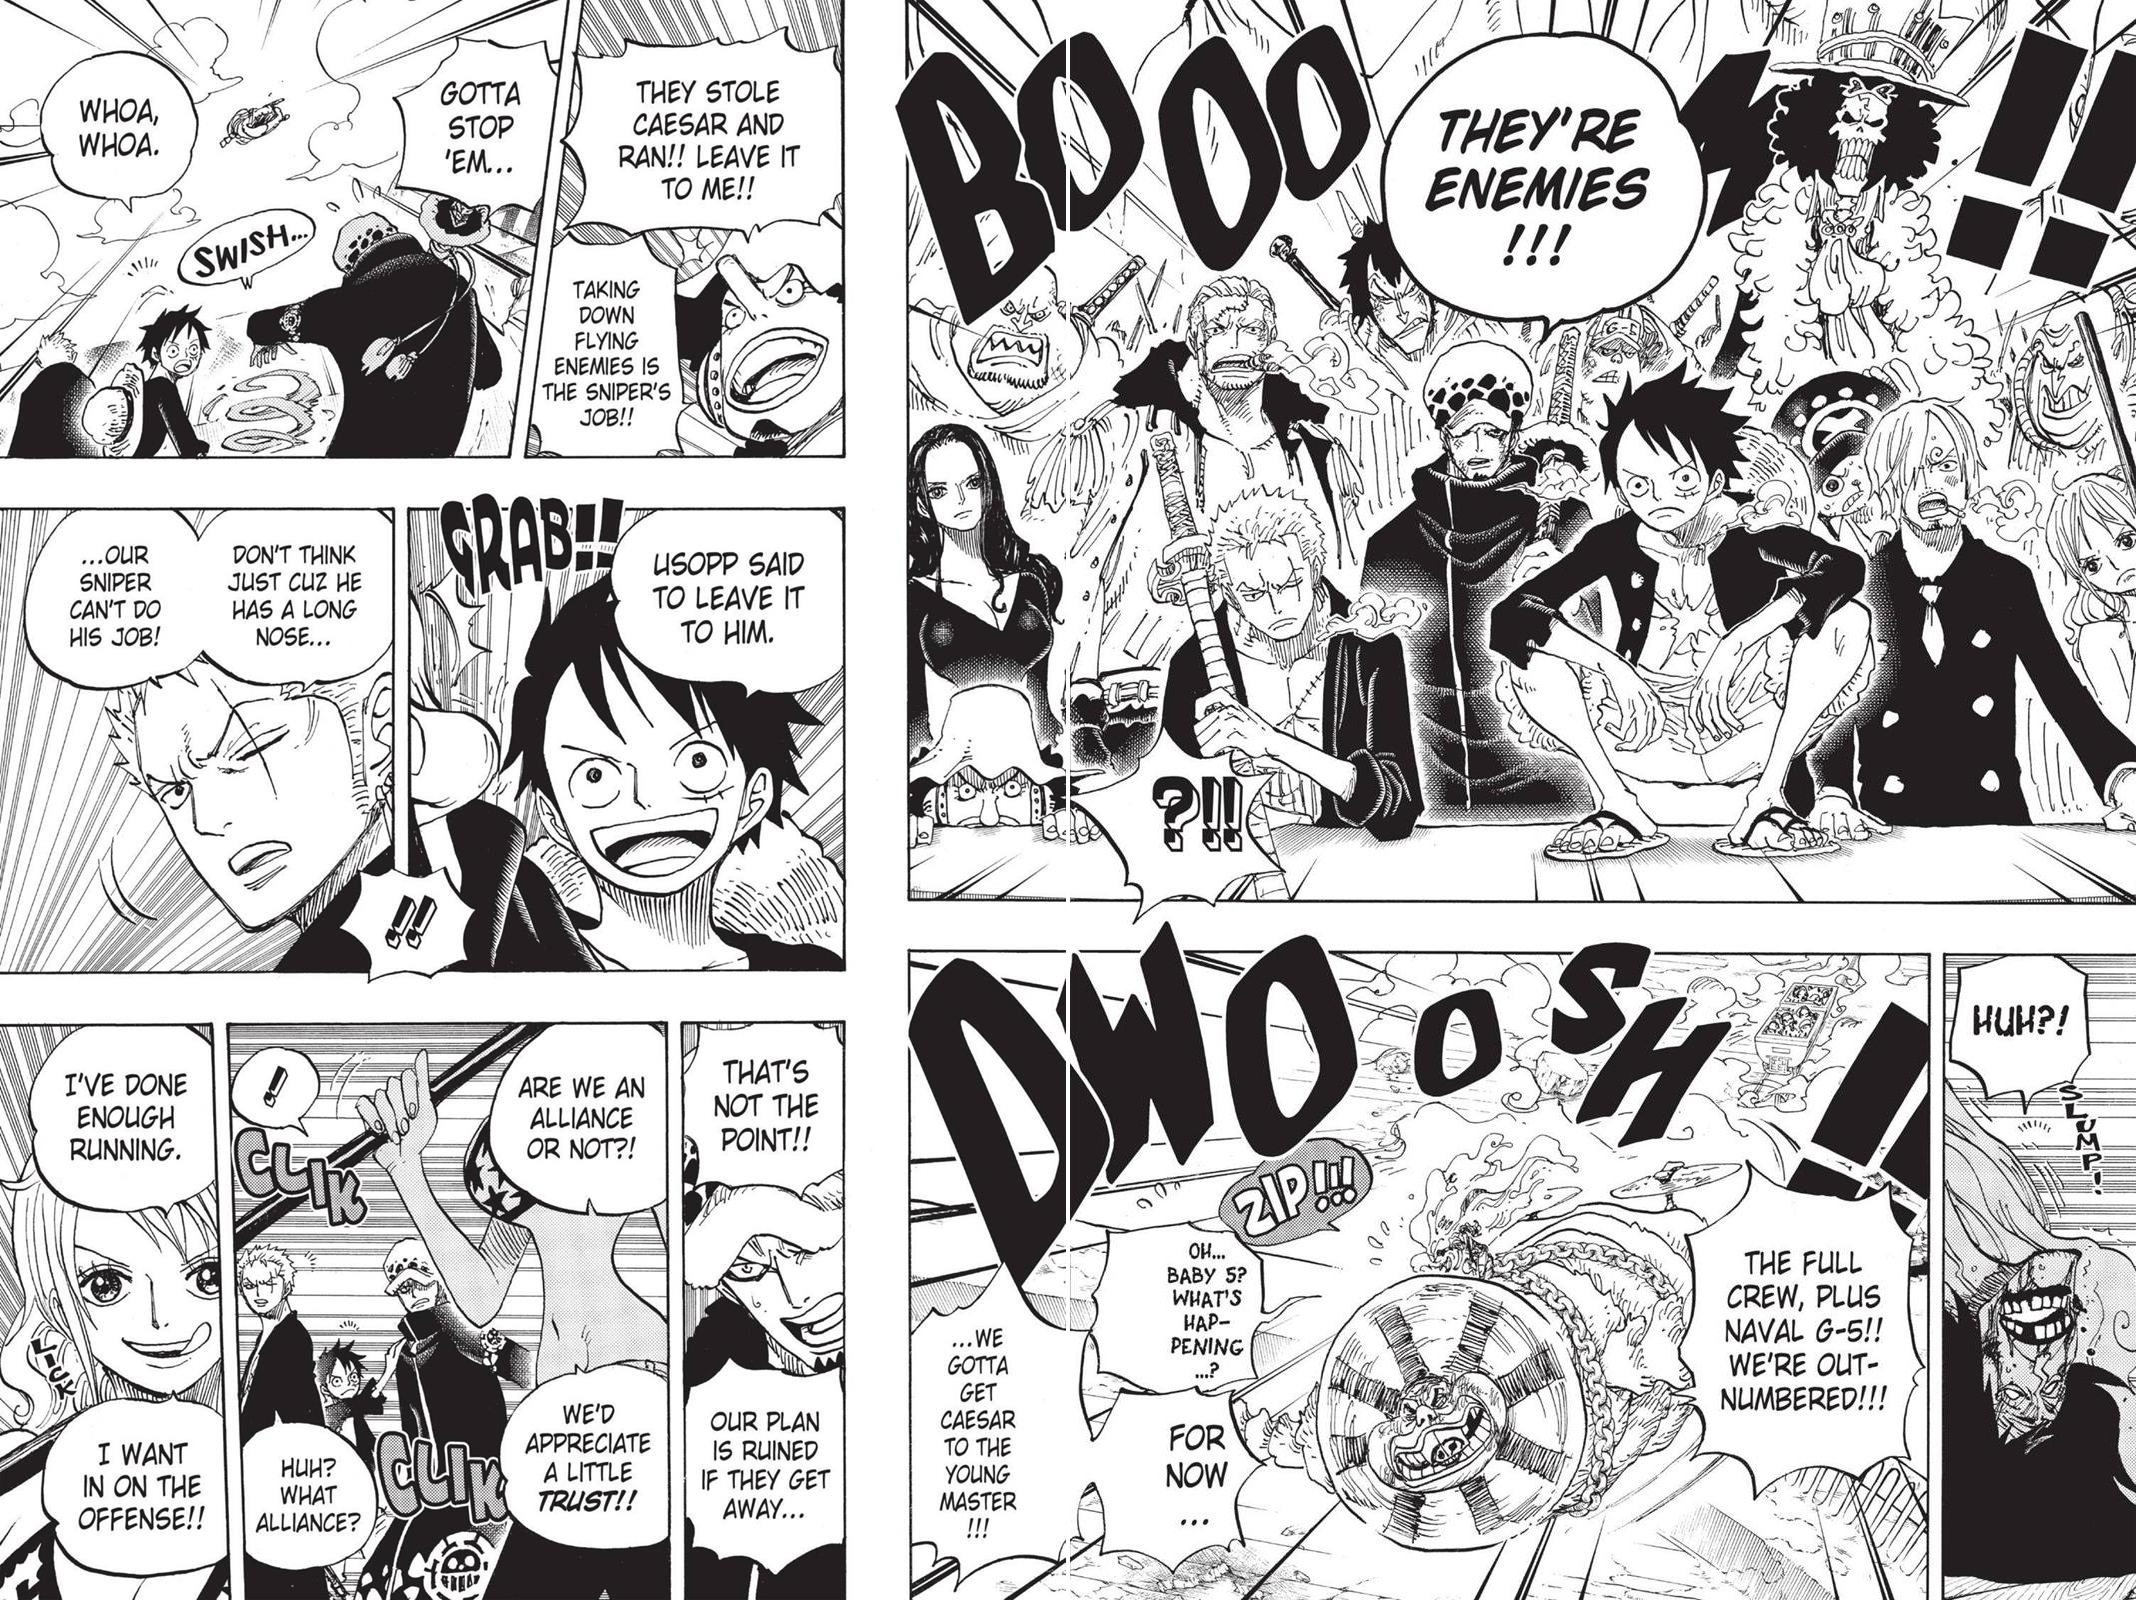 BOOO
!!
THEY'RE
ENEMIES
!!!
?!!
HUH?!
SLUMP!
DWOOSH!!
THE FULL
CREW, PLUS
NAVAL G-5!!
WE'RE OUT-
NUMBERED!!!
ZIP!!!
OH...
BABY 5?
WHAT'S
HAP-
PENING
...?
FOR
NOW
...
...WE
GOTTA
GET
CAESAR
TO THE
YOUNG
MASTER
!!!
THEY STOLE
CAESAR AND
RAN!! LEAVE IT
TO ME!!
TAKING
DOWN
FLYING
ENEMIES IS
THE SNIPER'S
JOB!!
GOTTA
STOP
'EM...
SWISH...
WHOA,
WHOA.
GRAB!!
USOPP SAID
TO LEAVE IT
TO HIM.
!!
DON'T THINK
JUST CUZ HE
HAS A LONG
NOSE...
...OUR
SNIPER
CAN'T DO
HIS JOB!
THAT'S
NOT THE
POINT!!
OUR PLAN
IS RUINED
IF THEY GET
AWAY...
ARE WE AN
ALLIANCE
OR NOT?!
WE'D
APPRECIATE
A LITTLE
TRUST!!
!
CLIK
CLIK
HUH?
WHAT
ALLIANCE?
I'VE DONE
ENOUGH
RUNNING.
LICK
I WANT
IN ON THE
OFFENSE!!